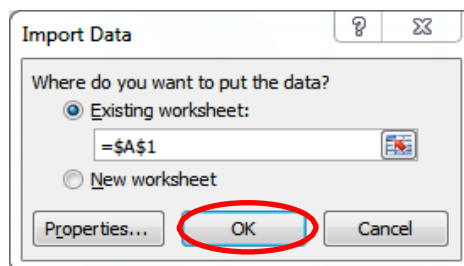 Import Data
Where do you want to put the data?
Existing worksheet:
=$A$1
New worksheet
Properties... OK Cancel